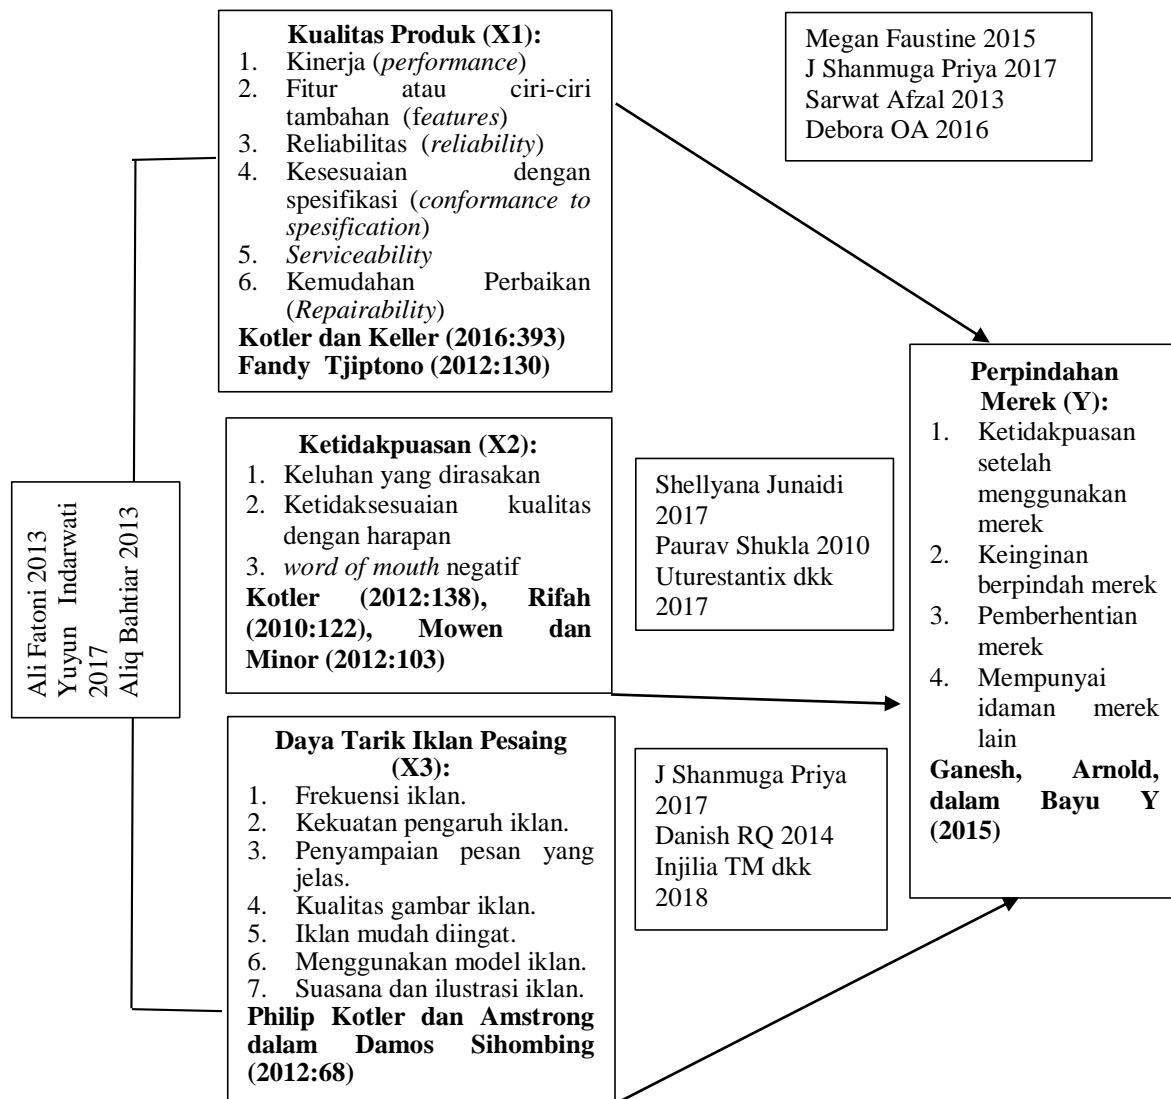 Kualitas Produk (X1):
1. Kinerja (performance)
2. Fitur atau ciri-ciri
tambahan (features)
3. Reliabilitas (reliability)
4. Kesesuaian dengan
spesifikasi (conformance to
spesification)
5. Serviceability
6. Kemudahan Perbaikan
(Repairability)
Kotler dan Keller (2016:393)
Fandy Tjiptono (2012:130)
Megan Faustine 2015
J Shanmuga Priya 2017
Sarwat Afzal 2013
Debora OA 2016
Ali Fatoni 2013
Yuyun Indarwati
2017
Aliq Bahtiar 2013
Ketidakpuasan (X2):
1. Keluhan yang dirasakan
2. Ketidaksesuaian kualitas
dengan harapan
3. word of mouth negatif
Kotler (2012:138), Rifah
(2010:122), Mowen dan
Minor (2012:103)
Shellyana Junaidi
2017
Paurav Shukla 2010
Uturestantix dkk
2017
Perpindahan
Merek (Y):
1. Ketidakpuasan
setelah
menggunakan
merek
2. Keinginan
berpindah merek
3. Pemberhentian
merek
4. Mempunyai
idaman merek
lain
Ganesh, Arnold,
dalam Bayu Y
(2015)
Daya Tarik Iklan Pesaing
(X3):
1. Frekuensi iklan.
2. Kekuatan pengaruh iklan.
3. Penyampaian pesan yang
jelas.
4. Kualitas gambar iklan.
5. Iklan mudah diingat.
6. Menggunakan model iklan.
7. Suasana dan ilustrasi iklan.
Philip Kotler dan Amstrong
dalam Damos Sihombing
(2012:68)
J Shanmuga Priya
2017
Danish RQ 2014
Injilia TM dkk
2018